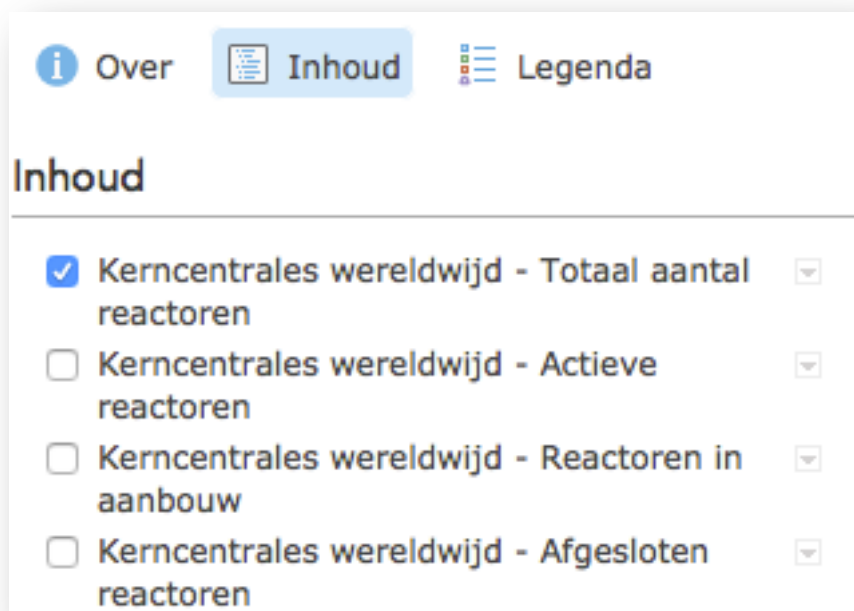 Over Inhoud Legenda
Inhoud
Kerncentrales wereldwijd - Totaal aantal
reactoren
Kerncentrales wereldwijd - Actieve
reactoren
Kerncentrales wereldwijd - Reactoren in
aanbouw
Kerncentrales wereldwijd - Afgesloten
reactoren